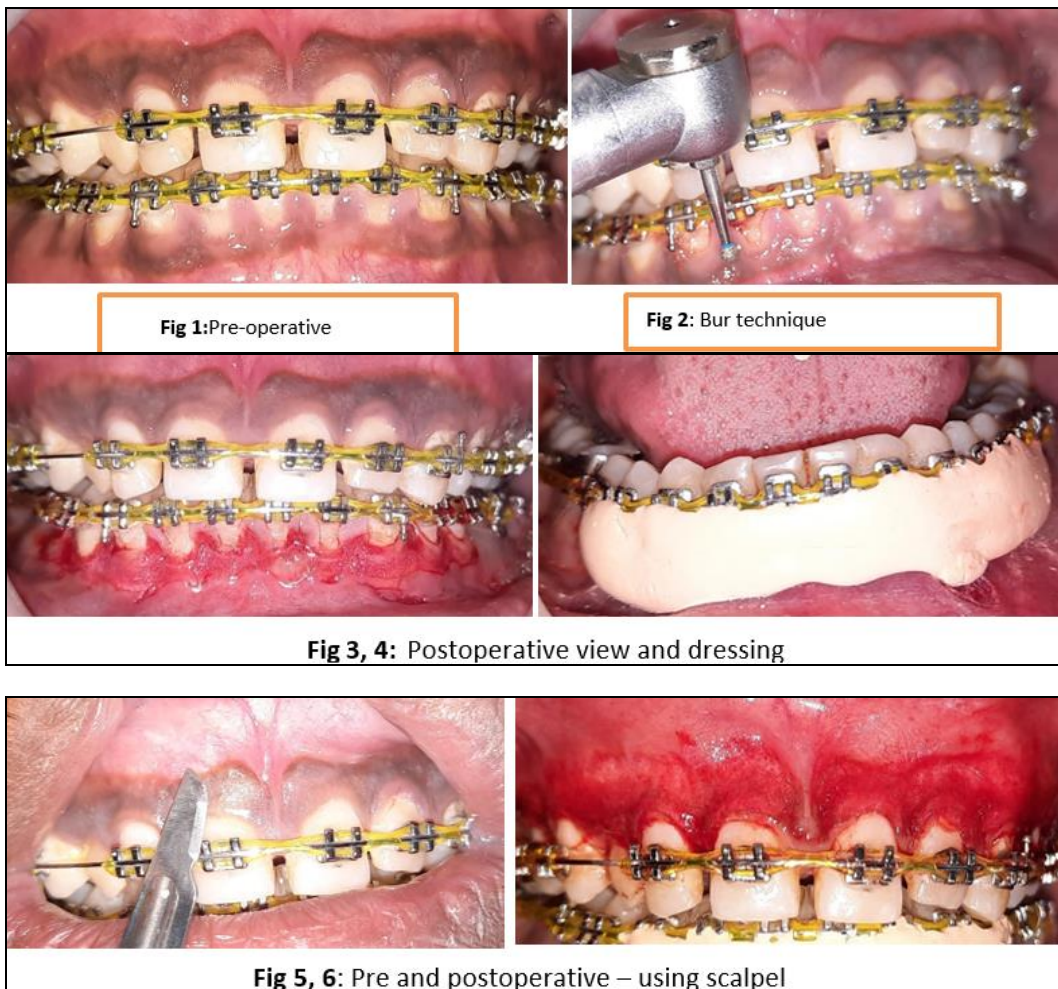 Fig 1:Pre-operative
Fig 2: Bur technique
Fig 3, 4: Postoperative view and dressing
Fig 5, 6: Pre and postoperative – using scalpel